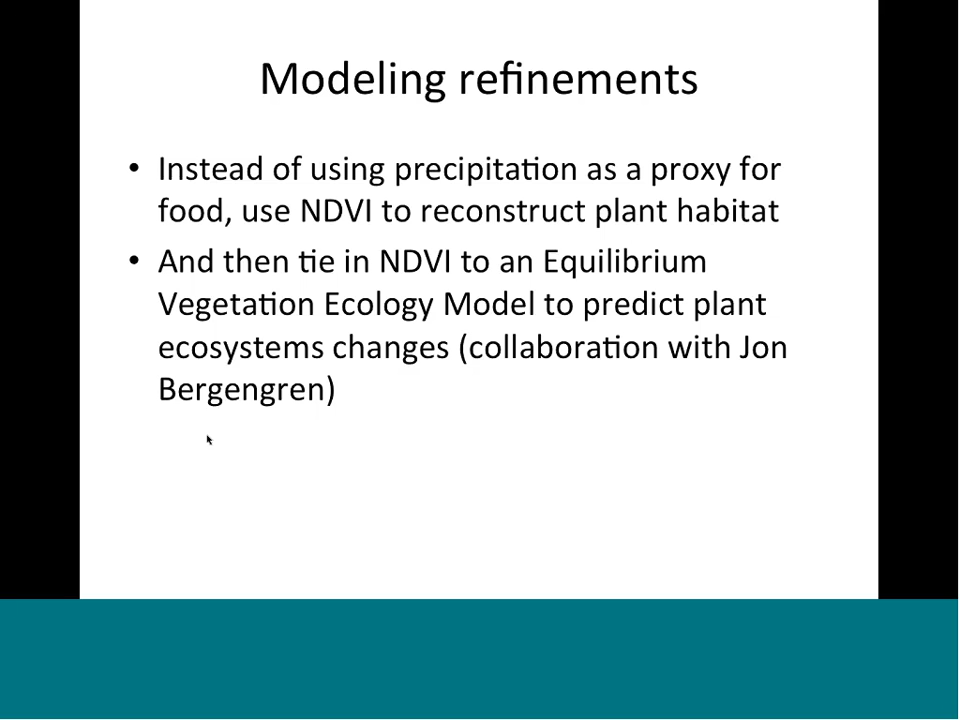 Modeling refinements
• Instead of using precipitation as a proxy for
food, use NDVI to reconstruct plant habitat
• And then tie in NDVI to an Equilibrium
Vegetation Ecology Model to predict plant
ecosystems changes (collaboration with Jon
Bergengren)